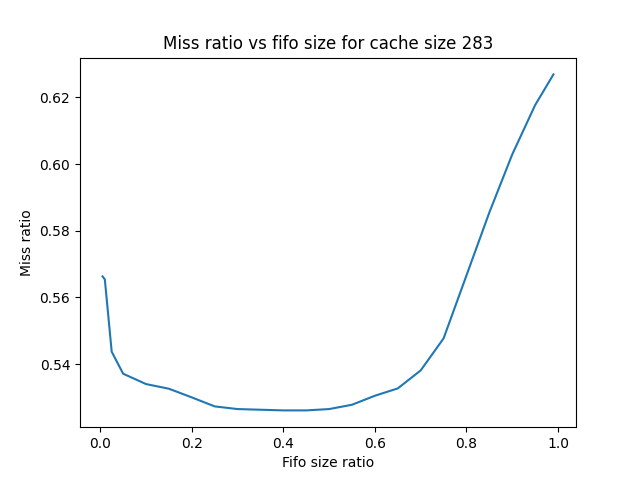 Miss ratio vs fifo size for cache size 283
0.62
0.60
0.58
0.56
0.54
Miss ratio
0.0 0.2 0.4 0.6 0.8 1.0
Fifo size ratio